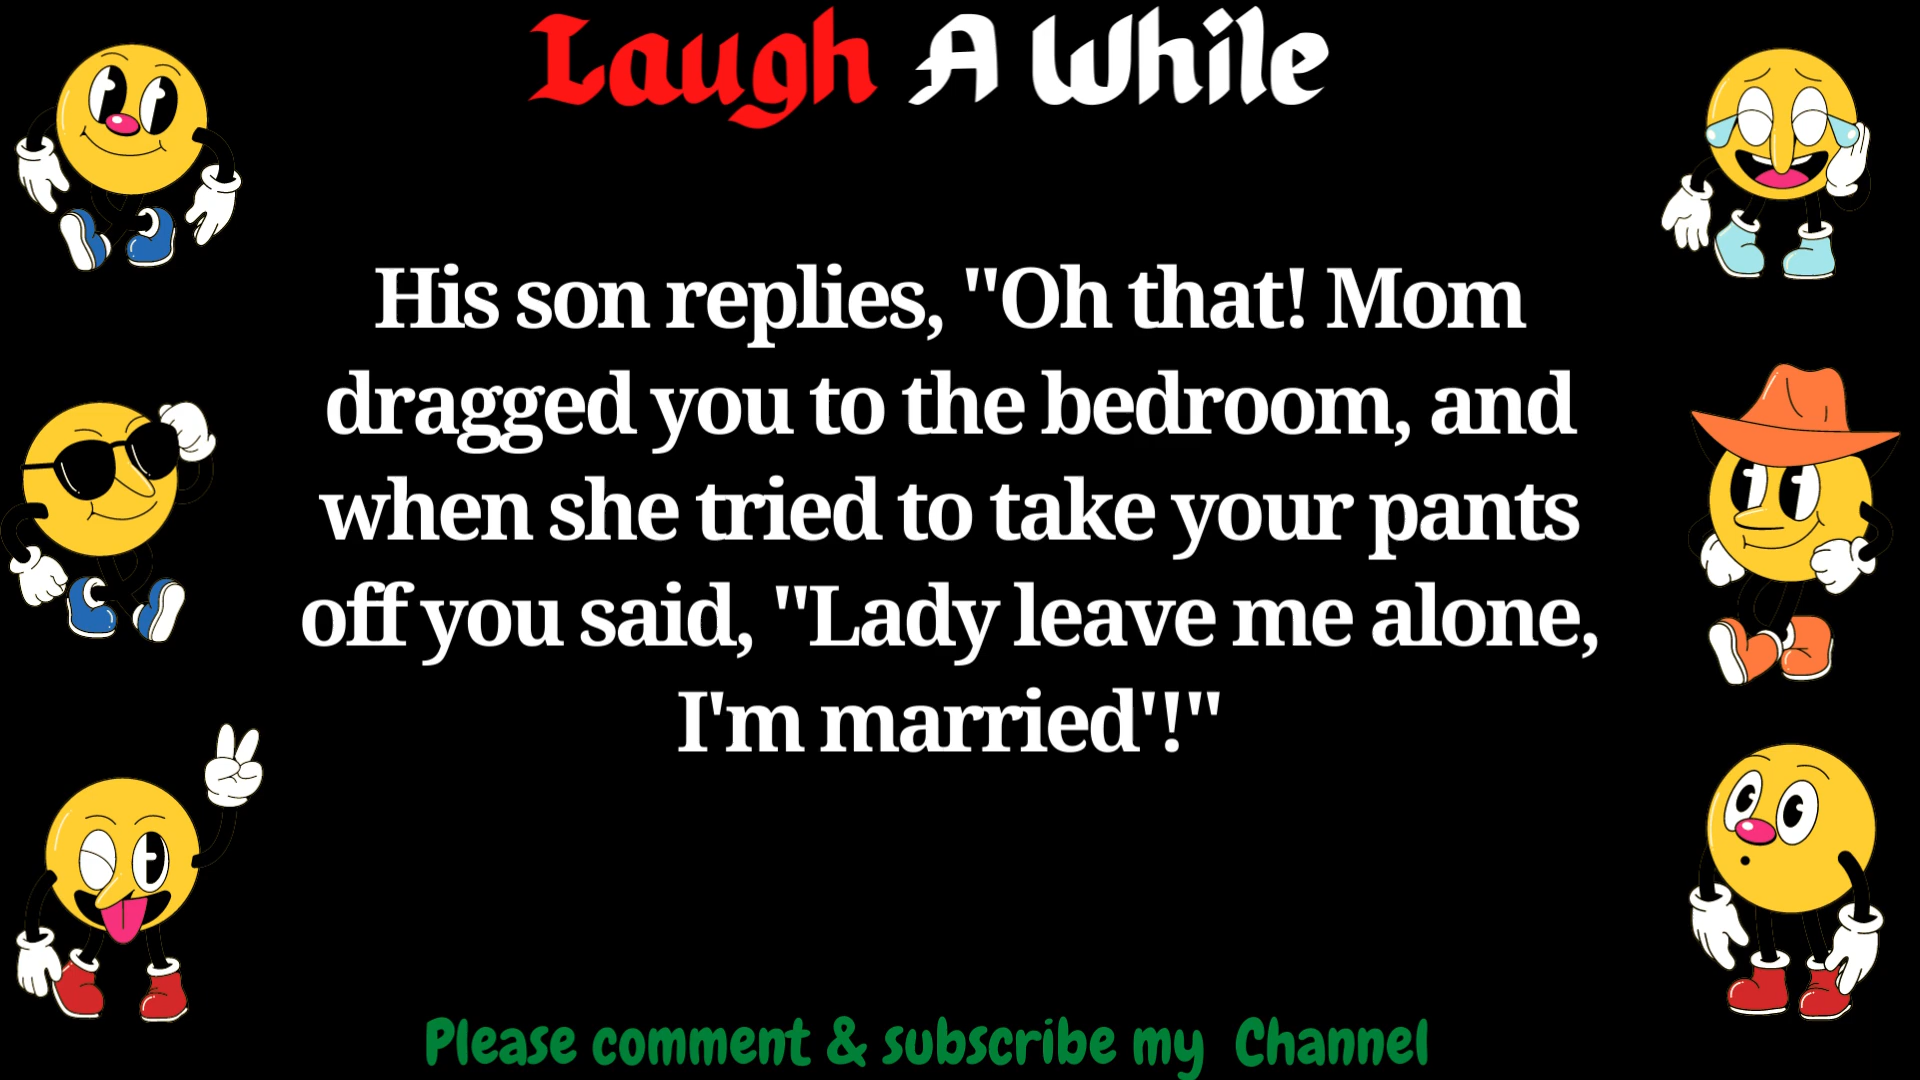 Laugh A While
His son replies, "Oh that! Mom
dragged you to the bedroom, and
when she tried to take your pants
off you said, "Lady leave me alone,
I'm married'!"
Please comment & subscribe my Channel